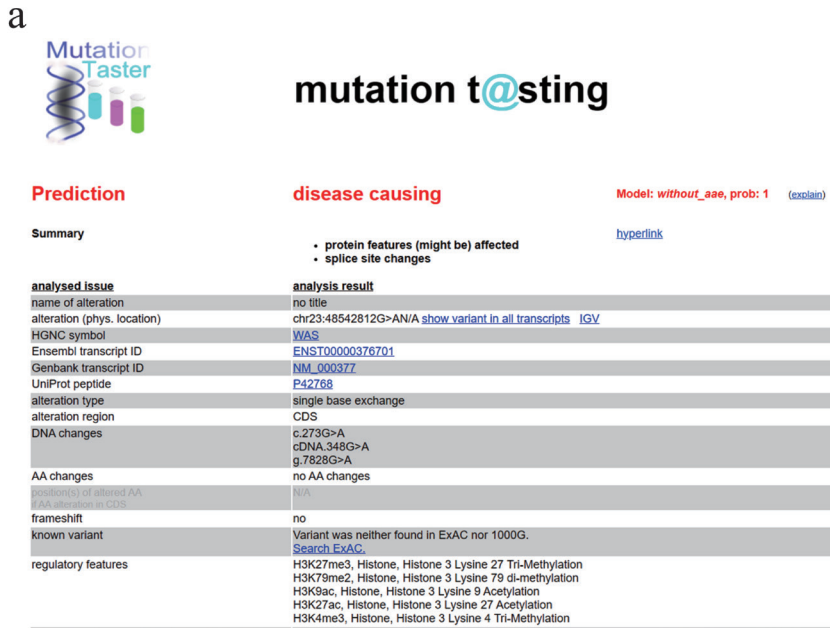 a
Mutation
Taster
mutation t@sting
Prediction disease causing Model: without_aae, prob: 1 (explain)
Summary hyperlink
• protein features (might be) affected
• splice site changes
analysed issue analysis result
name of alteration no title
alteration (phys. location) chr23:48542812G>AN/A show variant in all transcripts IGV
HGNC symbol WAS
Ensembl transcript ID ENST00000376701
Genbank transcript ID NM_000377
UniProt peptide P42768
alteration type single base exchange
alteration region CDS
DNA changes c.273G>A
cDNA.348G>A
g.7828G>A
AA changes no AA changes
position(s) of altered AA N/A
if AA alteration in CDS
frameshift no
known variant Variant was neither found in ExAC nor 1000G.
Search ExAC.
regulatory features H3K27me3, Histone, Histone 3 Lysine 27 Tri-Methylation
H3K79me2, Histone, Histone 3 Lysine 79 di-methylation
H3K9ac, Histone, Histone 3 Lysine 9 Acetylation
H3K27ac, Histone, Histone 3 Lysine 27 Acetylation
H3K4me3, Histone, Histone 3 Lysine 4 Tri-Methylation